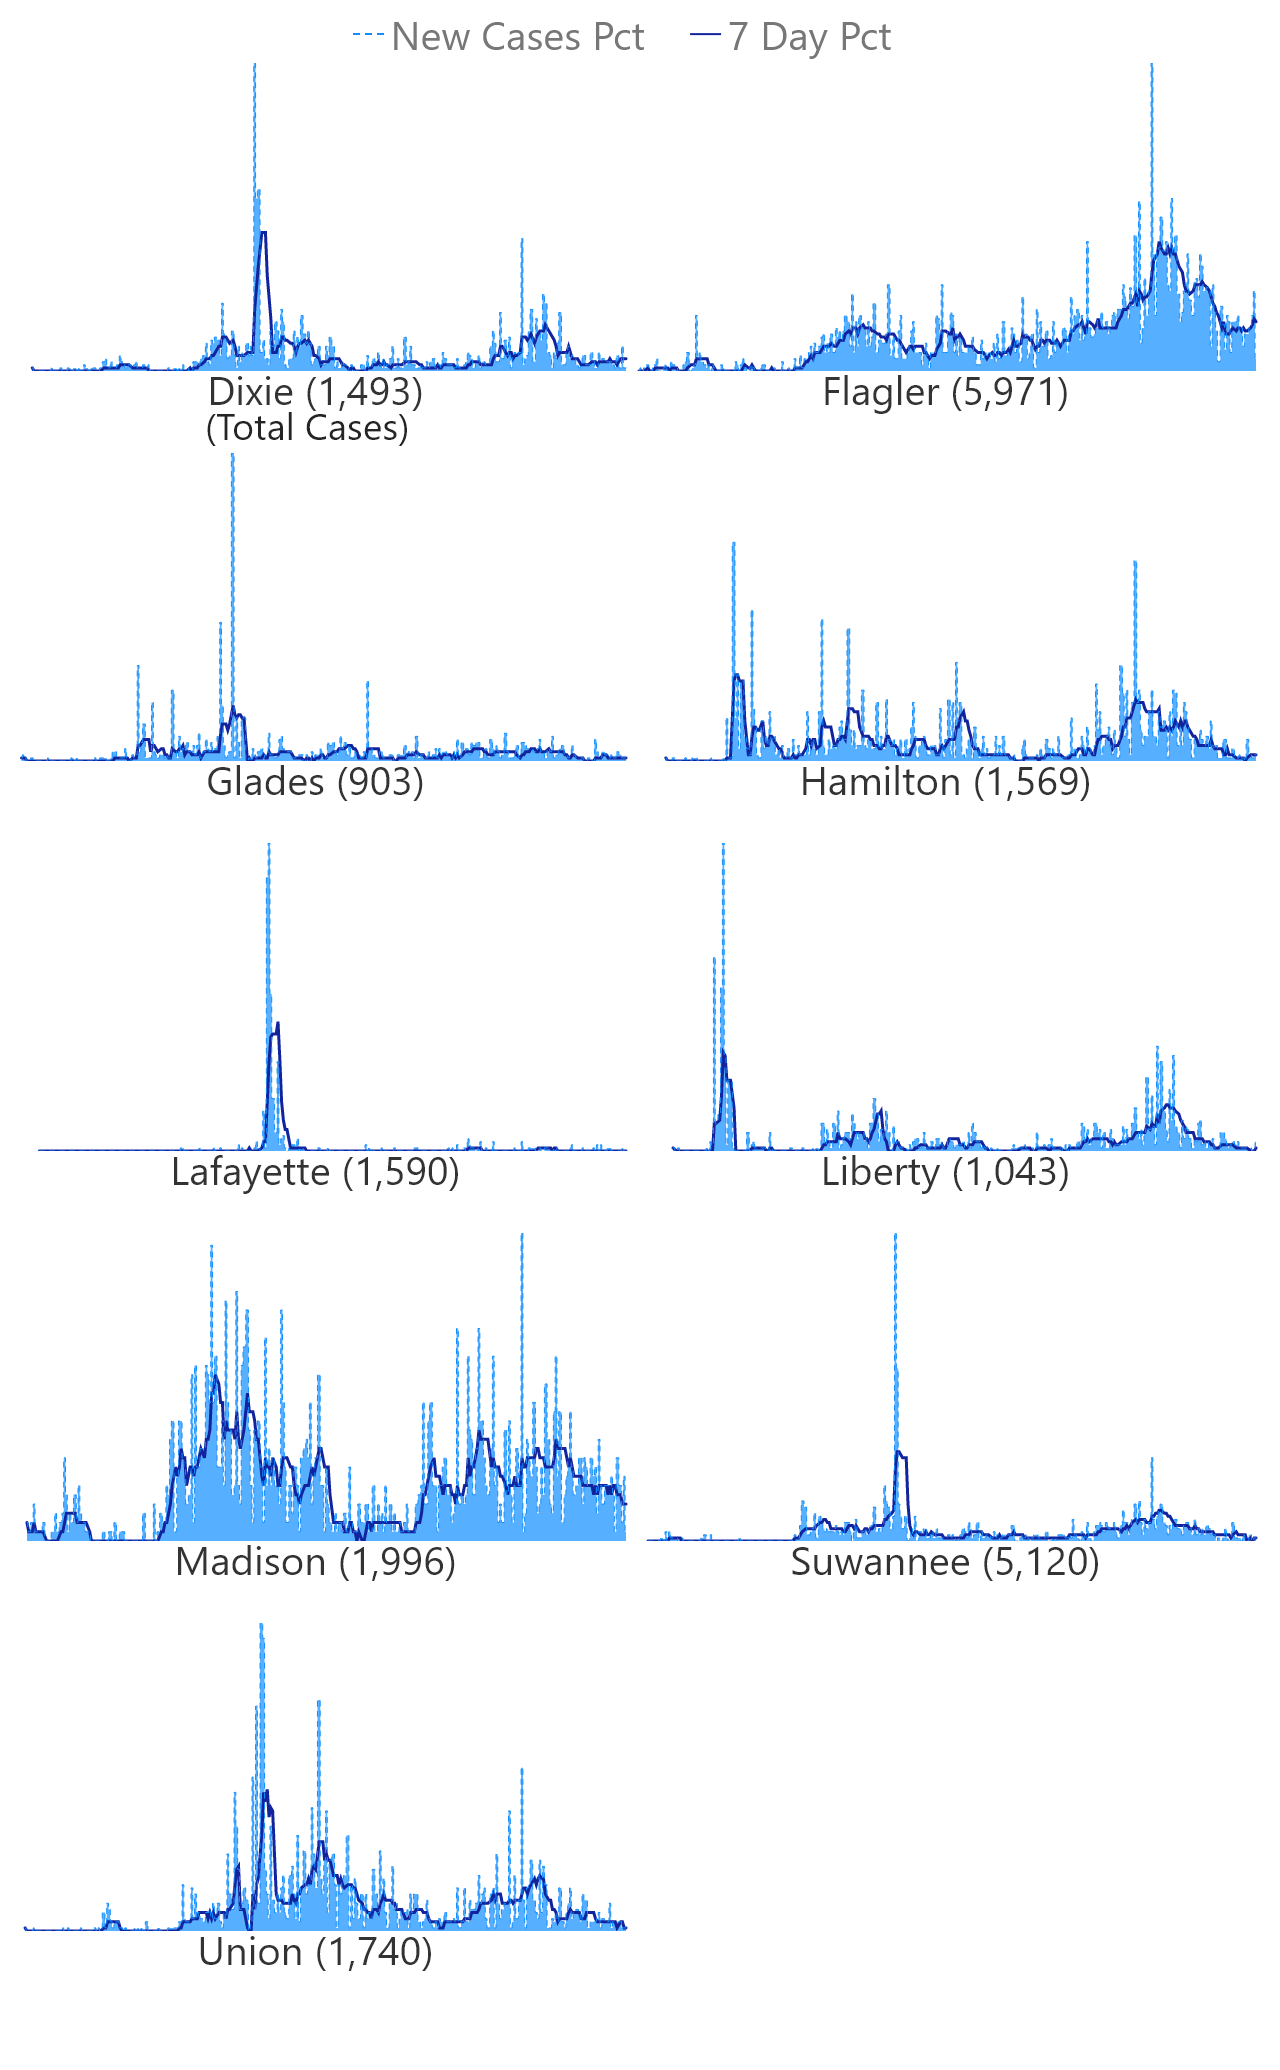 New Cases Pct 7 Day Pct
Dixie (1,493) Flagler (5,971)
(Total Cases)
Glades (903) Hamilton (1,569)
Lafayette (1,590) Liberty (1,043)
Madison (1,996) Suwannee (5,120)
Union (1,740)